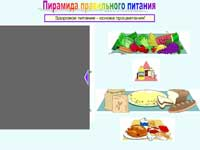 Пирамида правильного питания
Здоровое питание - основа процветания!